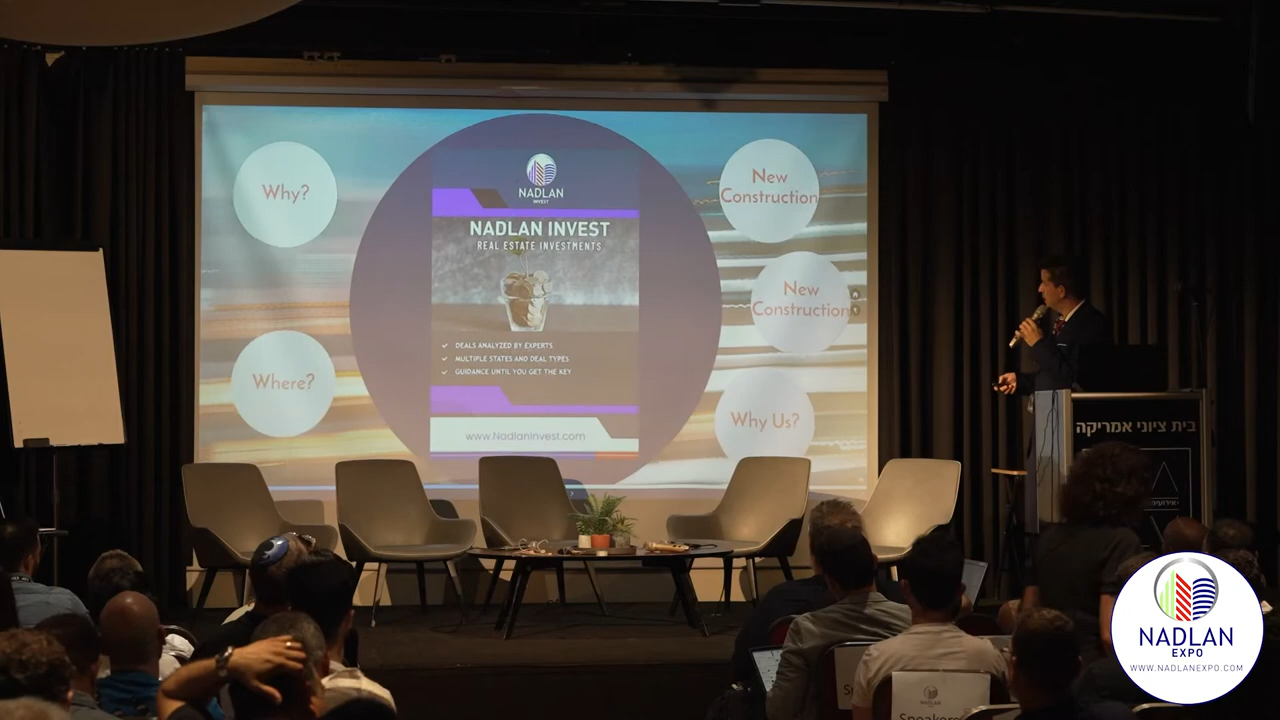 Why?
Where?
NADLAN
INVEST
NADLAN INVEST
REAL ESTATE INVESTMENTS
DEALS ANALYZED BY EXPERTS
MULTIPLE STATES AND DEAL TYPES
GUIDANCE UNTIL YOU GET THE KEY
www.NadlanInvest.com
New
Construction
New
Construction
Why Us?
בית ציוני אמריקה
NADLAN
Speakers
NADLAN
EXPO
WWW.NADLANEXPO.COM